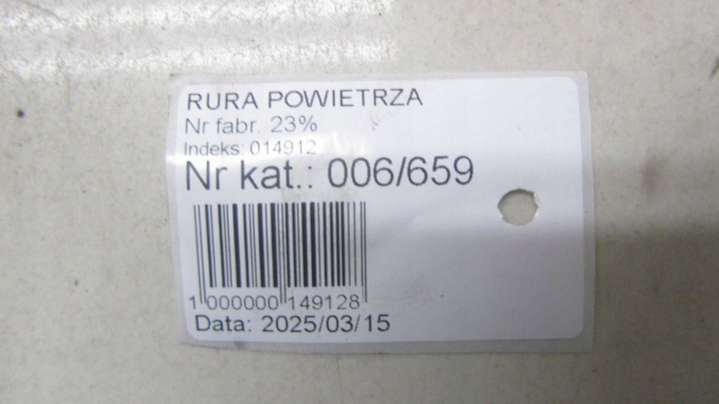 RURA POWIETRZA
Nr fabr. 23%
Indeks: 014912
Nr kat.: 006/659
1 000000 149128
Data: 2025/03/15